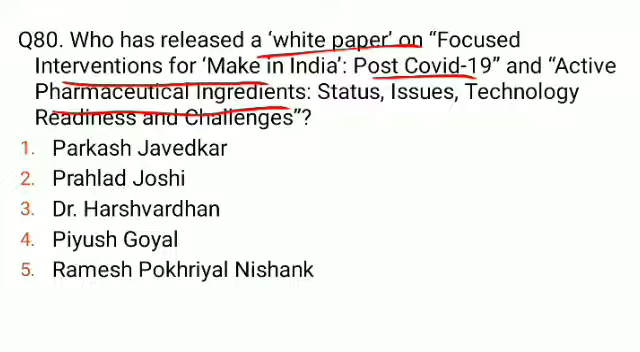 Q80. Who has released a ‘white paper’ on “Focused
Interventions for ‘Make in India’: Post Covid-19” and “Active
Pharmaceutical Ingredients: Status, Issues, Technology
Readiness and Challenges”?
1. Parkash Javedkar
2. Prahlad Joshi
3. Dr. Harshvardhan
4. Piyush Goyal
5. Ramesh Pokhriyal Nishank